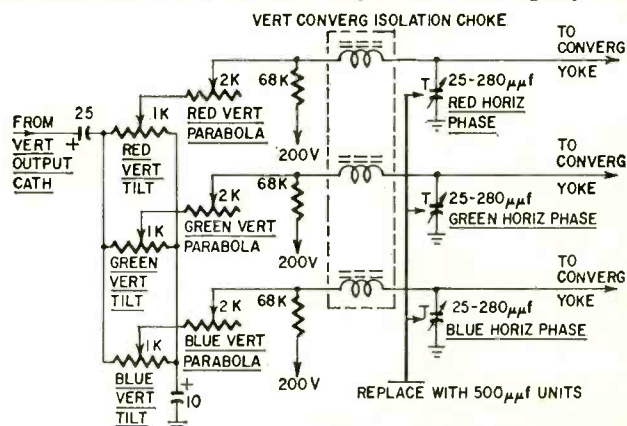 VERT CONVERG ISOLATION CHOKE
TO
CONVERG
YOKE
68K
2K
T 25-280μμf
RED HORIZ
PHASE
25
1K
RED VERT
PARABOLA
FROM
VERT
OUTPUT
CATH
+
RED
VERT
TILT
200V
TO
CONVERG
YOKE
68K
2K
T 25-280μμf
GREEN HORIZ PHASE
1K
GREEN VERT
PARABOLA
GREEN
VERT
TILT
200V
TO
CONVERG
YOKE
68K
2K
T 25-280μμf
BLUE HORIZ PHASE
1K
BLUE VERT
PARABOLA
BLUE
VERT
TILT
+
10
200V
REPLACE WITH 500μμf UNITS